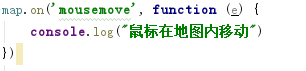 map.on('mousemove', function (e) {
    console.log("鼠标在地图内移动")
})